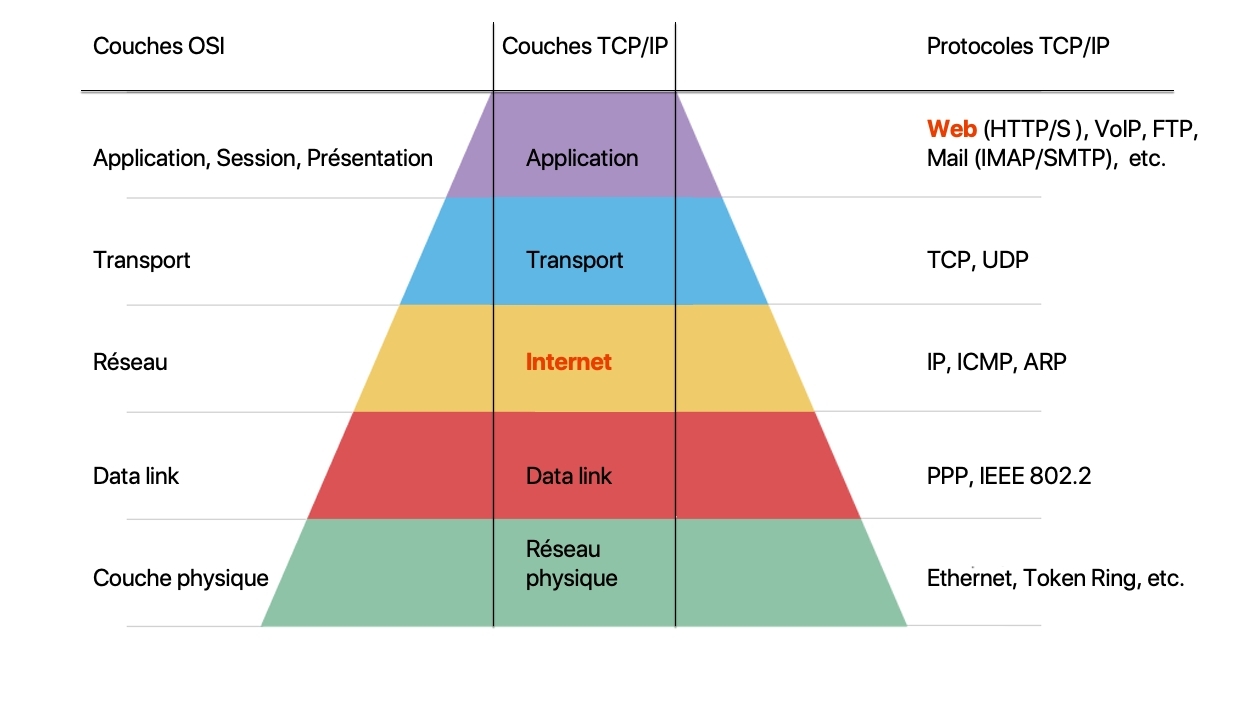 Couches OSI
Couches TCP/IP
Protocoles TCP/IP
Application, Session, Présentation
Application
Web (HTTP/S ), VoIP, FTP,
Mail (IMAP/SMTP),  etc.
Transport
Transport
TCP, UDP
Réseau
Internet
IP, ICMP, ARP
Data link
Data link
PPP, IEEE 802.2
Couche physique
Réseau
physique
Ethernet, Token Ring, etc.